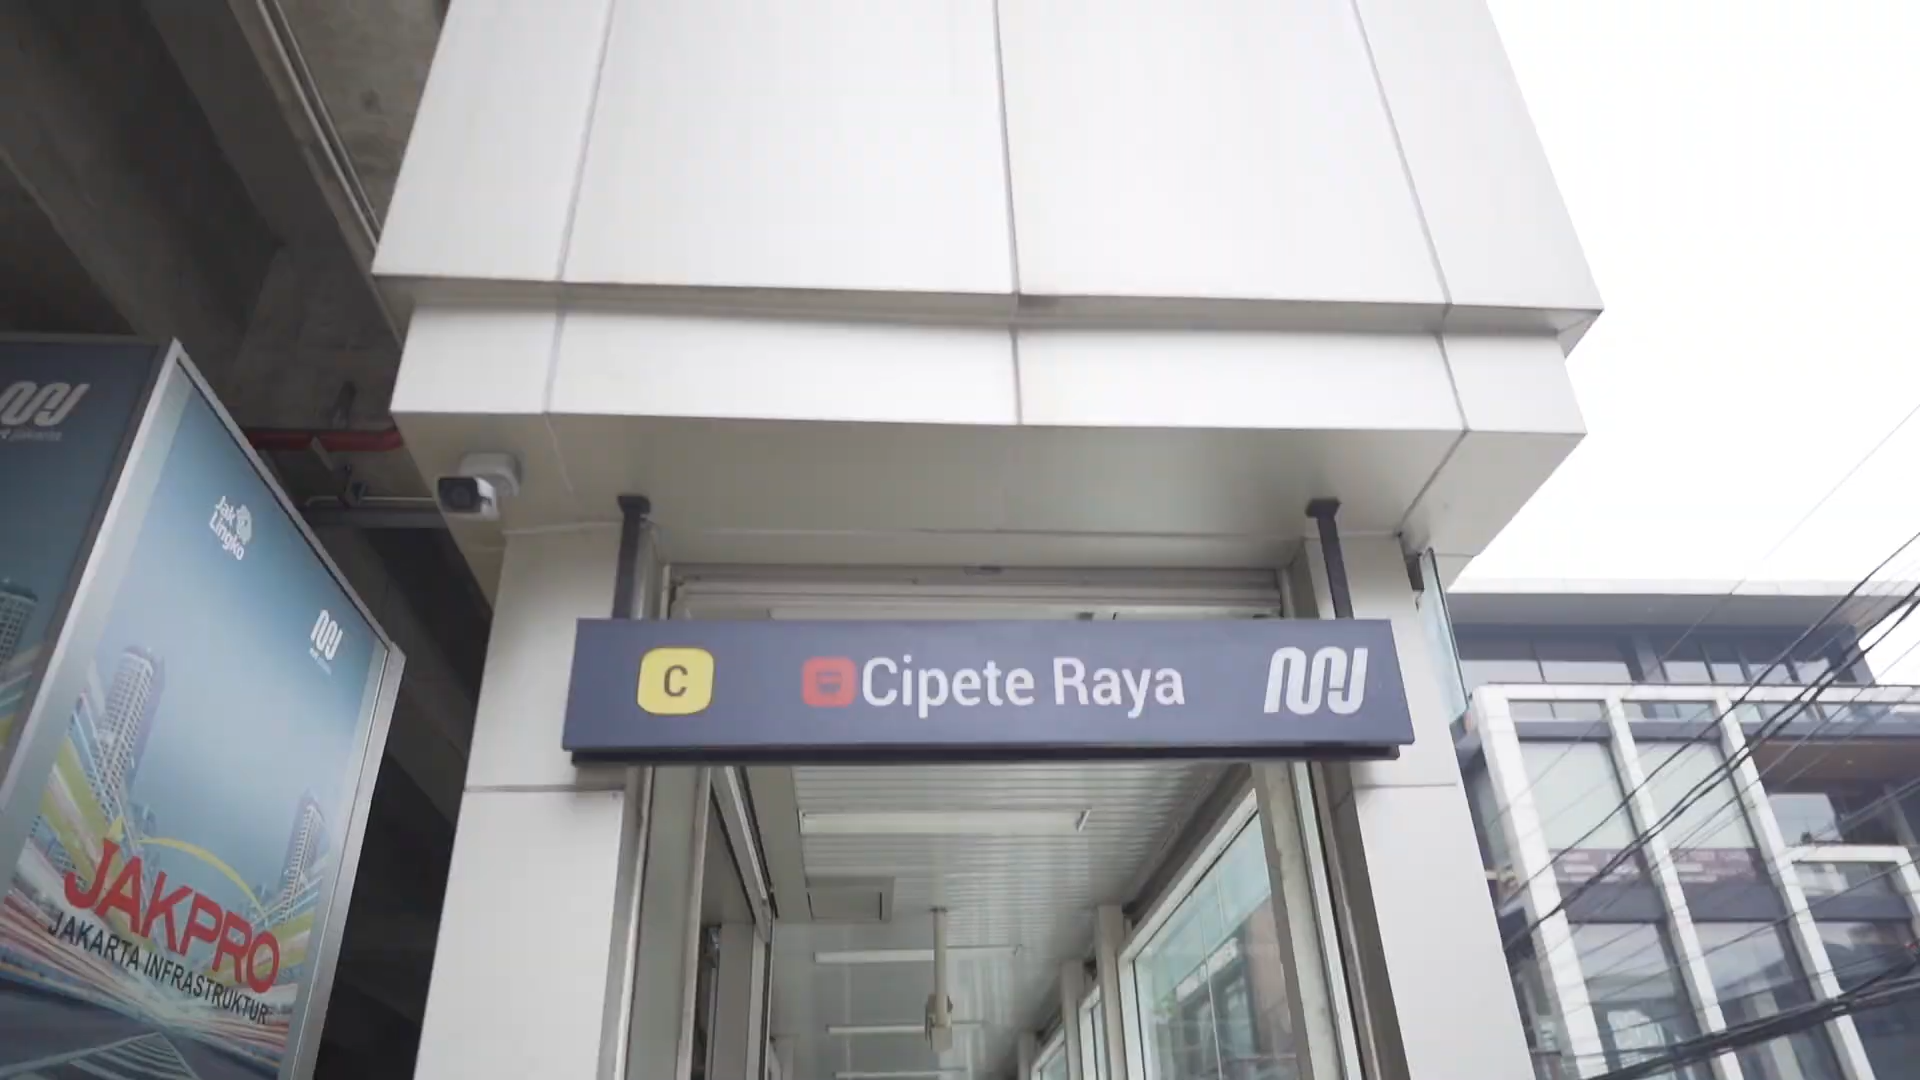 Jak
Lingko
JAKPRO
JAKARTA INFRASTRUKTUR
C
Cipete Raya